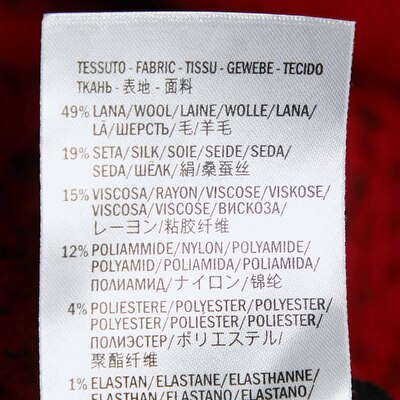 TESSUTO - FABRIC - TISSU - GEWEBE - TECIDO
ТКАНЬ - 表地 - 面料
49% LANA/WOOL/LAINE/WOLLE/LANA/
LÃ/ШЕРСТЬ/毛/羊毛
19% SETA/SILK/SOIE/SEIDE/SEDA/
SEDA/ШЁЛК/絹/桑蚕丝
15% VISCOSA/RAYON/VISCOSE/VISKOSE/
VISCOSA/VISCOSE/ВИСКОЗА/
レーヨン/粘胶纤维
12% POLIAMMIDE/NYLON/POLYAMIDE/
POLYAMID/POLIAMIDA/POLIAMIDA/
ПОЛИАМИД/ナイロン/锦纶
4% POLIESTERE/POLYESTER/POLYESTER/
POLYESTER/POLIÉSTER/POLIÉSTER/
ПОЛИЭСТЕР/ポリエステル/
聚酯纤维
1% ELASTAN/ELASTANE/ELASTHANNE/
ELASTHAN/ELASTANO/ELASTANO/